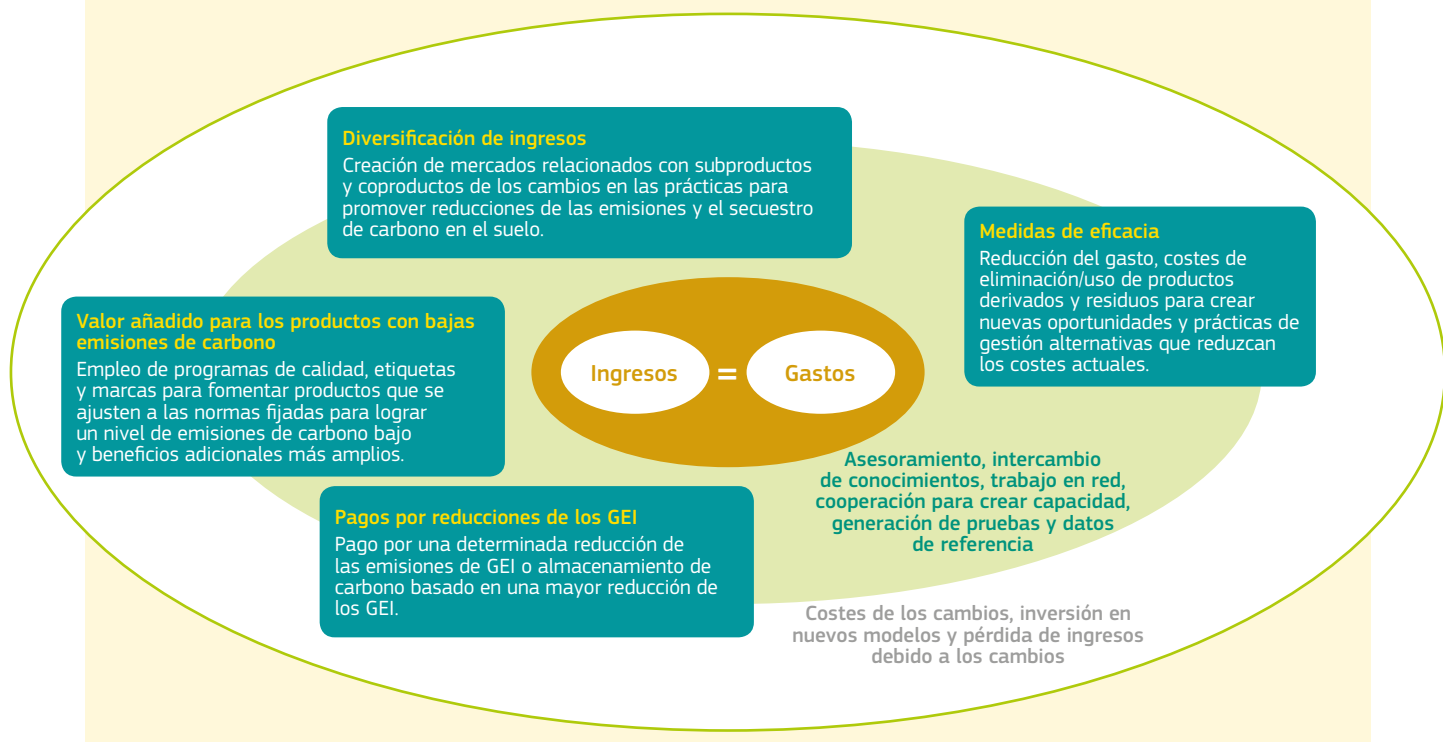 Diversificación de ingresos
Creación de mercados relacionados con subproductos
y coproductos de los cambios en las prácticas para
promover reducciones de las emisiones y el secuestro
de carbono en el suelo.
Medidas de eficacia
Reducción del gasto, costes de
eliminación/uso de productos
derivados y residuos para crear
nuevas oportunidades y prácticas de
gestión alternativas que reduzcan
los costes actuales.
Valor añadido para los productos con bajas
emisiones de carbono
Empleo de programas de calidad, etiquetas
y marcas para fomentar productos que se
ajusten a las normas fijadas para lograr
un nivel de emisiones de carbono bajo
y beneficios adicionales más amplios.
Ingresos = Gastos
Asesoramiento, intercambio
de conocimientos, trabajo en red,
cooperación para crear capacidad,
generación de pruebas y datos
de referencia
Pagos por reducciones de los GEI
Pago por una determinada reducción de
las emisiones de GEI o almacenamiento de
carbono basado en una mayor reducción de
los GEI.
Costes de los cambios, inversión en
nuevos modelos y pérdida de ingresos
debido a los cambios